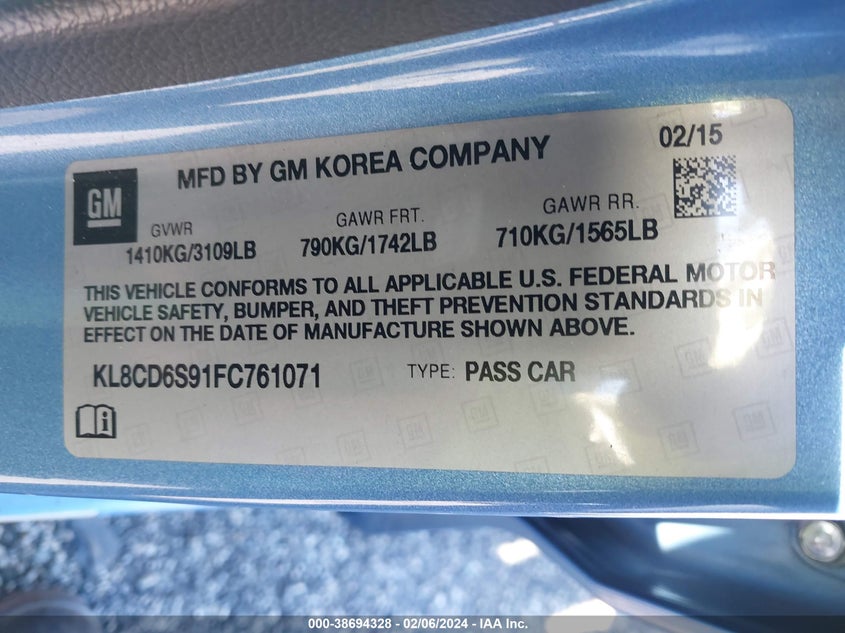 GM
MFD BY GM KOREA COMPANY
02/15
GVWR
1410KG/3109LB
GAWR FRT.
790KG/1742LB
GAWR RR.
710KG/1565LB
THIS VEHICLE CONFORMS TO ALL APPLICABLE U.S. FEDERAL MOTOR
VEHICLE SAFETY, BUMPER, AND THEFT PREVENTION STANDARDS IN
EFFECT ON THE DATE OF MANUFACTURE SHOWN ABOVE.
KL8CD6S91FC761071
TYPE: PASS CAR
000-38694328 - 02/06/2024 - IAA Inc.